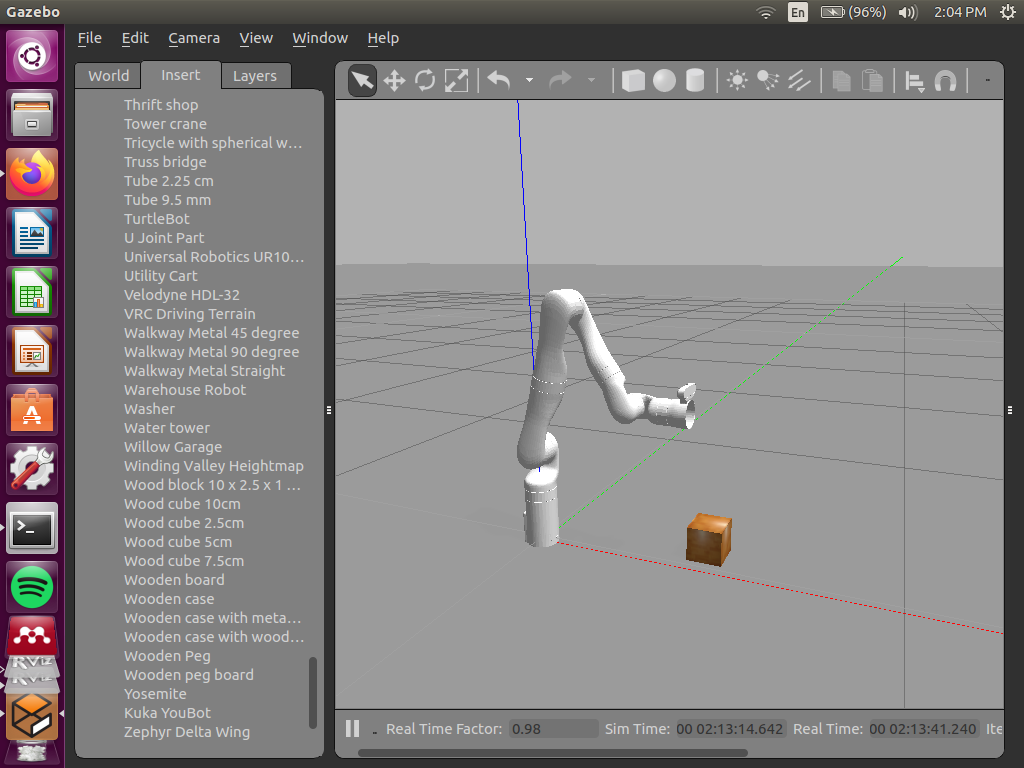 Gazebo
En
(96%)
2:04 PM
File Edit Camera View Window Help
World Insert Layers
Thrift shop
Tower crane
Tricycle with spherical w...
Truss bridge
Tube 2.25 cm
Tube 9.5 mm
TurtleBot
U Joint Part
Universal Robotics UR10...
Utility Cart
Velodyne HDL-32
VRC Driving Terrain
Walkway Metal 45 degree
Walkway Metal 90 degree
Walkway Metal Straight
Warehouse Robot
Washer
Water tower
Willow Garage
Winding Valley Heightmap
Wood block 10 x 2.5 x 1 ...
Wood cube 10cm
Wood cube 2.5cm
Wood cube 5cm
Wood cube 7.5cm
Wooden board
Wooden case
Wooden case with meta...
Wooden case with wood...
Wooden Peg
Wooden peg board
Yosemite
Kuka YouBot
Zephyr Delta Wing
Real Time Factor: 0.98 Sim Time: 00 02:13:14.642 Real Time: 00 02:13:41.240 Ite